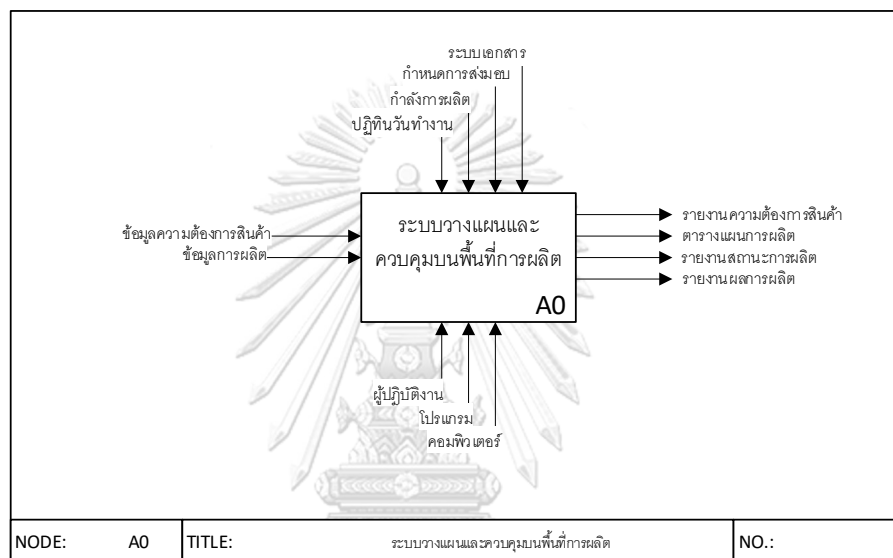 ระบบเอกสาร
กำหนดการส่งมอบ
กำลังการผลิต
ปฏิทินวันทำงาน
ข้อมูลความต้องการสินค้า
ข้อมูลการผลิต
ระบบวางแผนและ
ควบคุมบนพื้นที่การผลิต
A0
รายงานความต้องการสินค้า
ตารางแผนการผลิต
รายงานสถานะการผลิต
รายงานผลการผลิต
ผู้ปฏิบัติงาน
โปรแกรม
คอมพิวเตอร์
NODE: A0 TITLE: ระบบวางแผนและควบคุมบนพื้นที่การผลิต NO.: